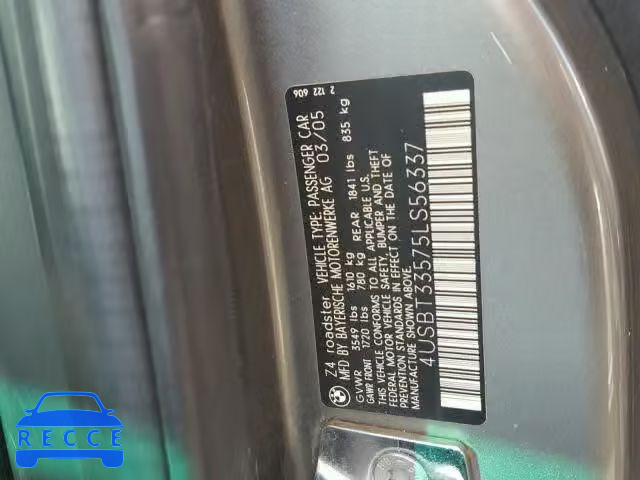 Z4 roadster VEHICLE TYPE: PASSENGER CAR
MFD BY BAYERISCHE MOTORENWERKE AG 03/05
GVWR 3549 lbs 1610 kg REAR 1841 lbs 835 kg
GAWR FRONT 1720 lbs 780 kg
THIS VEHICLE CONFORMS TO ALL APPLICABLE U.S.
FEDERAL MOTOR VEHICLE SAFETY, BUMPER AND THEFT
PREVENTION STANDARDS IN EFFECT ON THE DATE OF
MANUFACTURE SHOWN ABOVE.
4USBT33575LS56337
2 122 606
RECCE